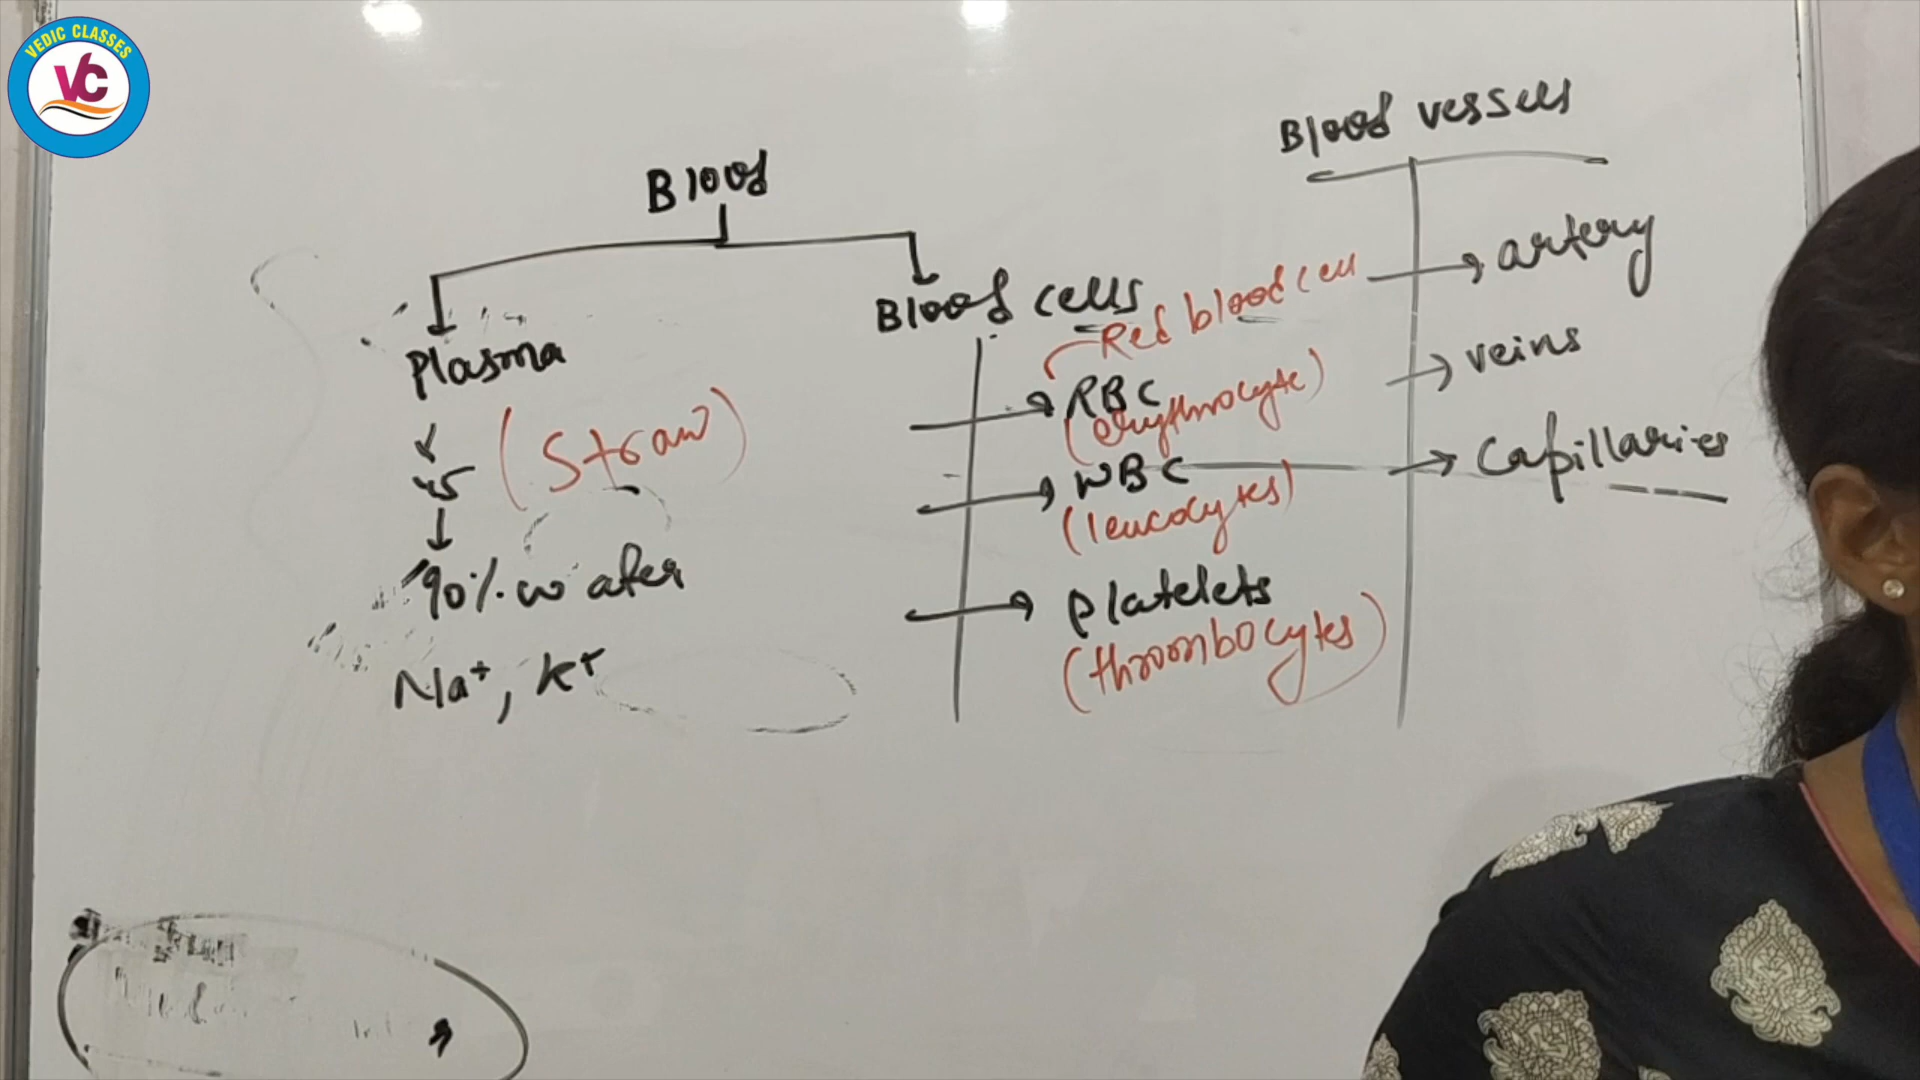 VEDIC CLASSES
VC
Blood
Plasma
(Straw)
90% water
Na+, K+
Blood cells
Red blood cell
RBC
(erythrocyte)
WBC
(leucocytes)
Platelets
(thrombocytes)
Blood vessels
artery
veins
Capillaries